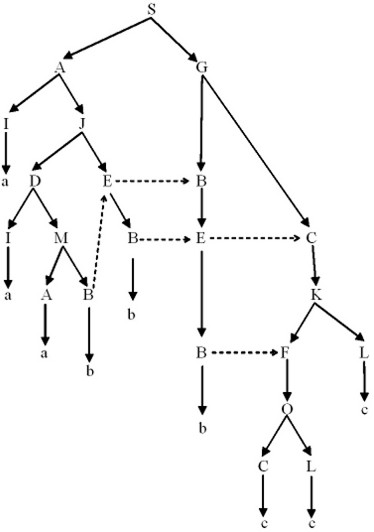 S
A G
I J
a D E B
I M B E C
a A B b K
a b B F L
b O c
C L
c c